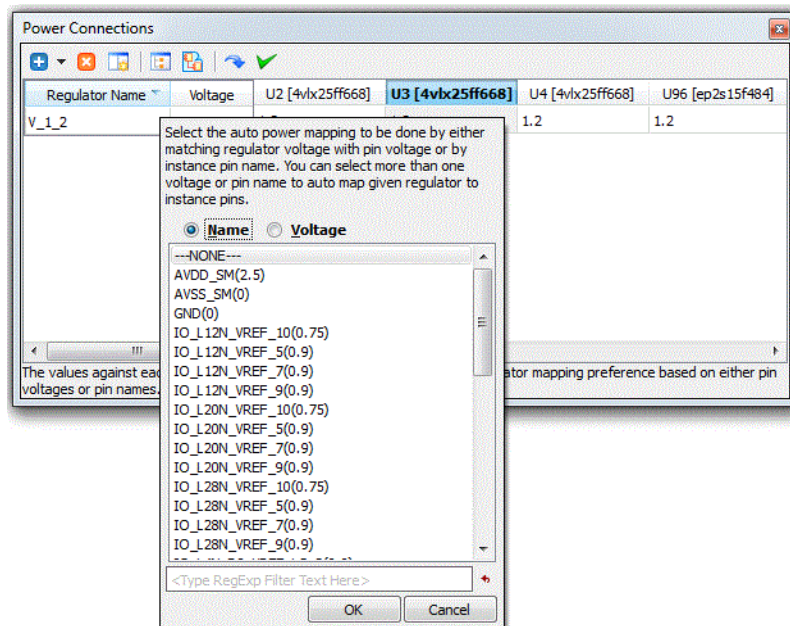 Power Connections
Regulator Name Voltage U2 [4vlx25ff668] U3 [4vlx25ff668] U4 [4vlx25ff668] U96 [ep2s15f484]
V_1_2 1.2 1.2
Select the auto power mapping to be done by either
matching regulator voltage with pin voltage or by
instance pin name. You can select more than one
voltage or pin name to auto map given regulator to
instance pins.
Name Voltage
---NONE---
AVDD_SM(2.5)
AVSS_SM(0)
GND(0)
IO_L12N_VREF_10(0.75)
IO_L12N_VREF_5(0.9)
IO_L12N_VREF_7(0.9)
IO_L12N_VREF_9(0.9)
IO_L20N_VREF_10(0.75)
IO_L20N_VREF_5(0.9)
IO_L20N_VREF_7(0.9)
IO_L20N_VREF_9(0.9)
IO_L28N_VREF_10(0.75)
IO_L28N_VREF_5(0.9)
IO_L28N_VREF_7(0.9)
IO_L28N_VREF_9(0.9)
<Type RegExp Filter Text Here>
OK Cancel
The values against mapping preference based on either pin
voltages or pin names.